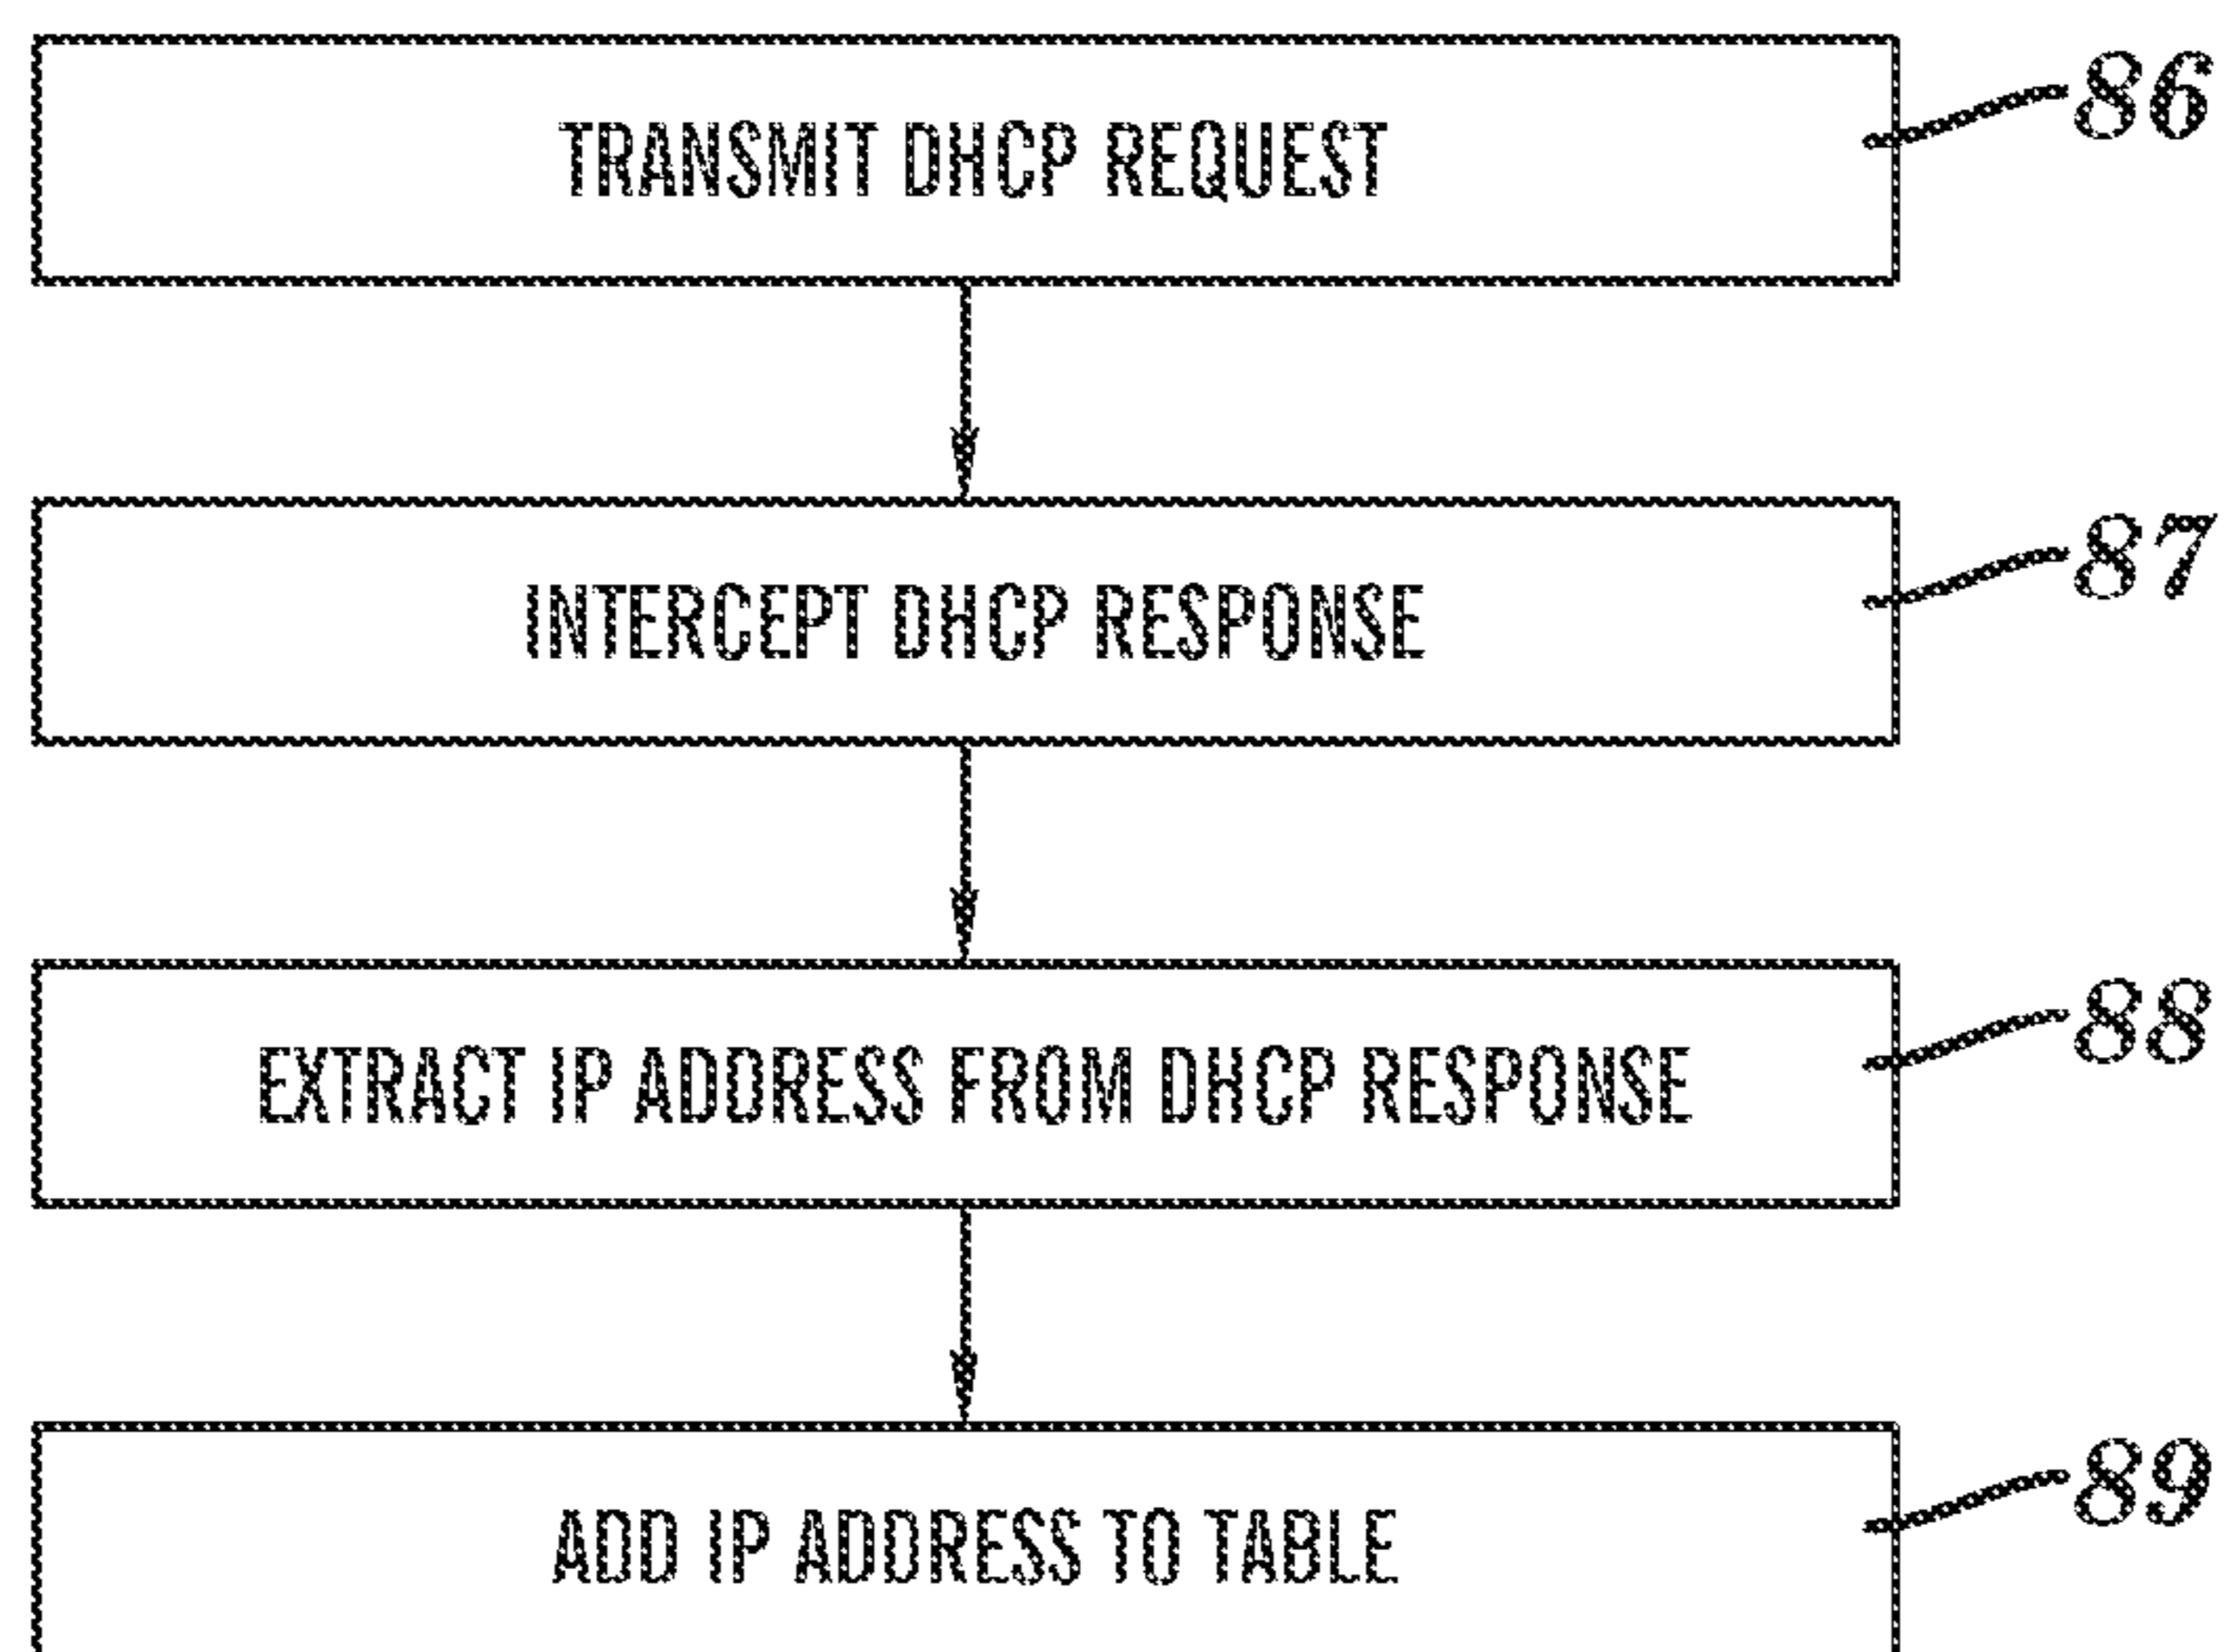 TRANSMIT DHCP REQUEST
86
INTERCEPT DHCP RESPONSE
87
EXTRACT IP ADDRESS FROM DHCP RESPONSE
88
ADD IP ADDRESS TO TABLE
89